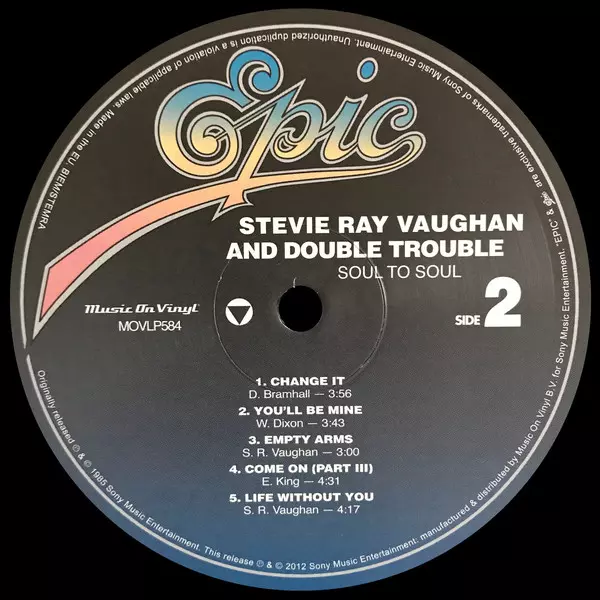 Epic
STEVIE RAY VAUGHAN
AND DOUBLE TROUBLE
SOUL TO SOUL
Music On Vinyl
MOVLP584
SIDE 2
1. CHANGE IT
D. Bramhall — 3:56
2. YOU'LL BE MINE
W. Dixon — 3:43
3. EMPTY ARMS
S. R. Vaughan — 3:00
4. COME ON (PART III)
E. King — 4:31
5. LIFE WITHOUT YOU
S. R. Vaughan — 4:17
Originally released ℗ & © 1985 Sony Music Entertainment. This release ℗ & © 2012 Sony Music Entertainment: manufactured & distributed by Music On Vinyl B.V. for Sony Music Entertainment. "EPIC" & Epic are exclusive trademarks of Sony Music Entertainment. Unauthorized duplication is a violation of applicable laws. Made in the EU. BIEM/STEMRA